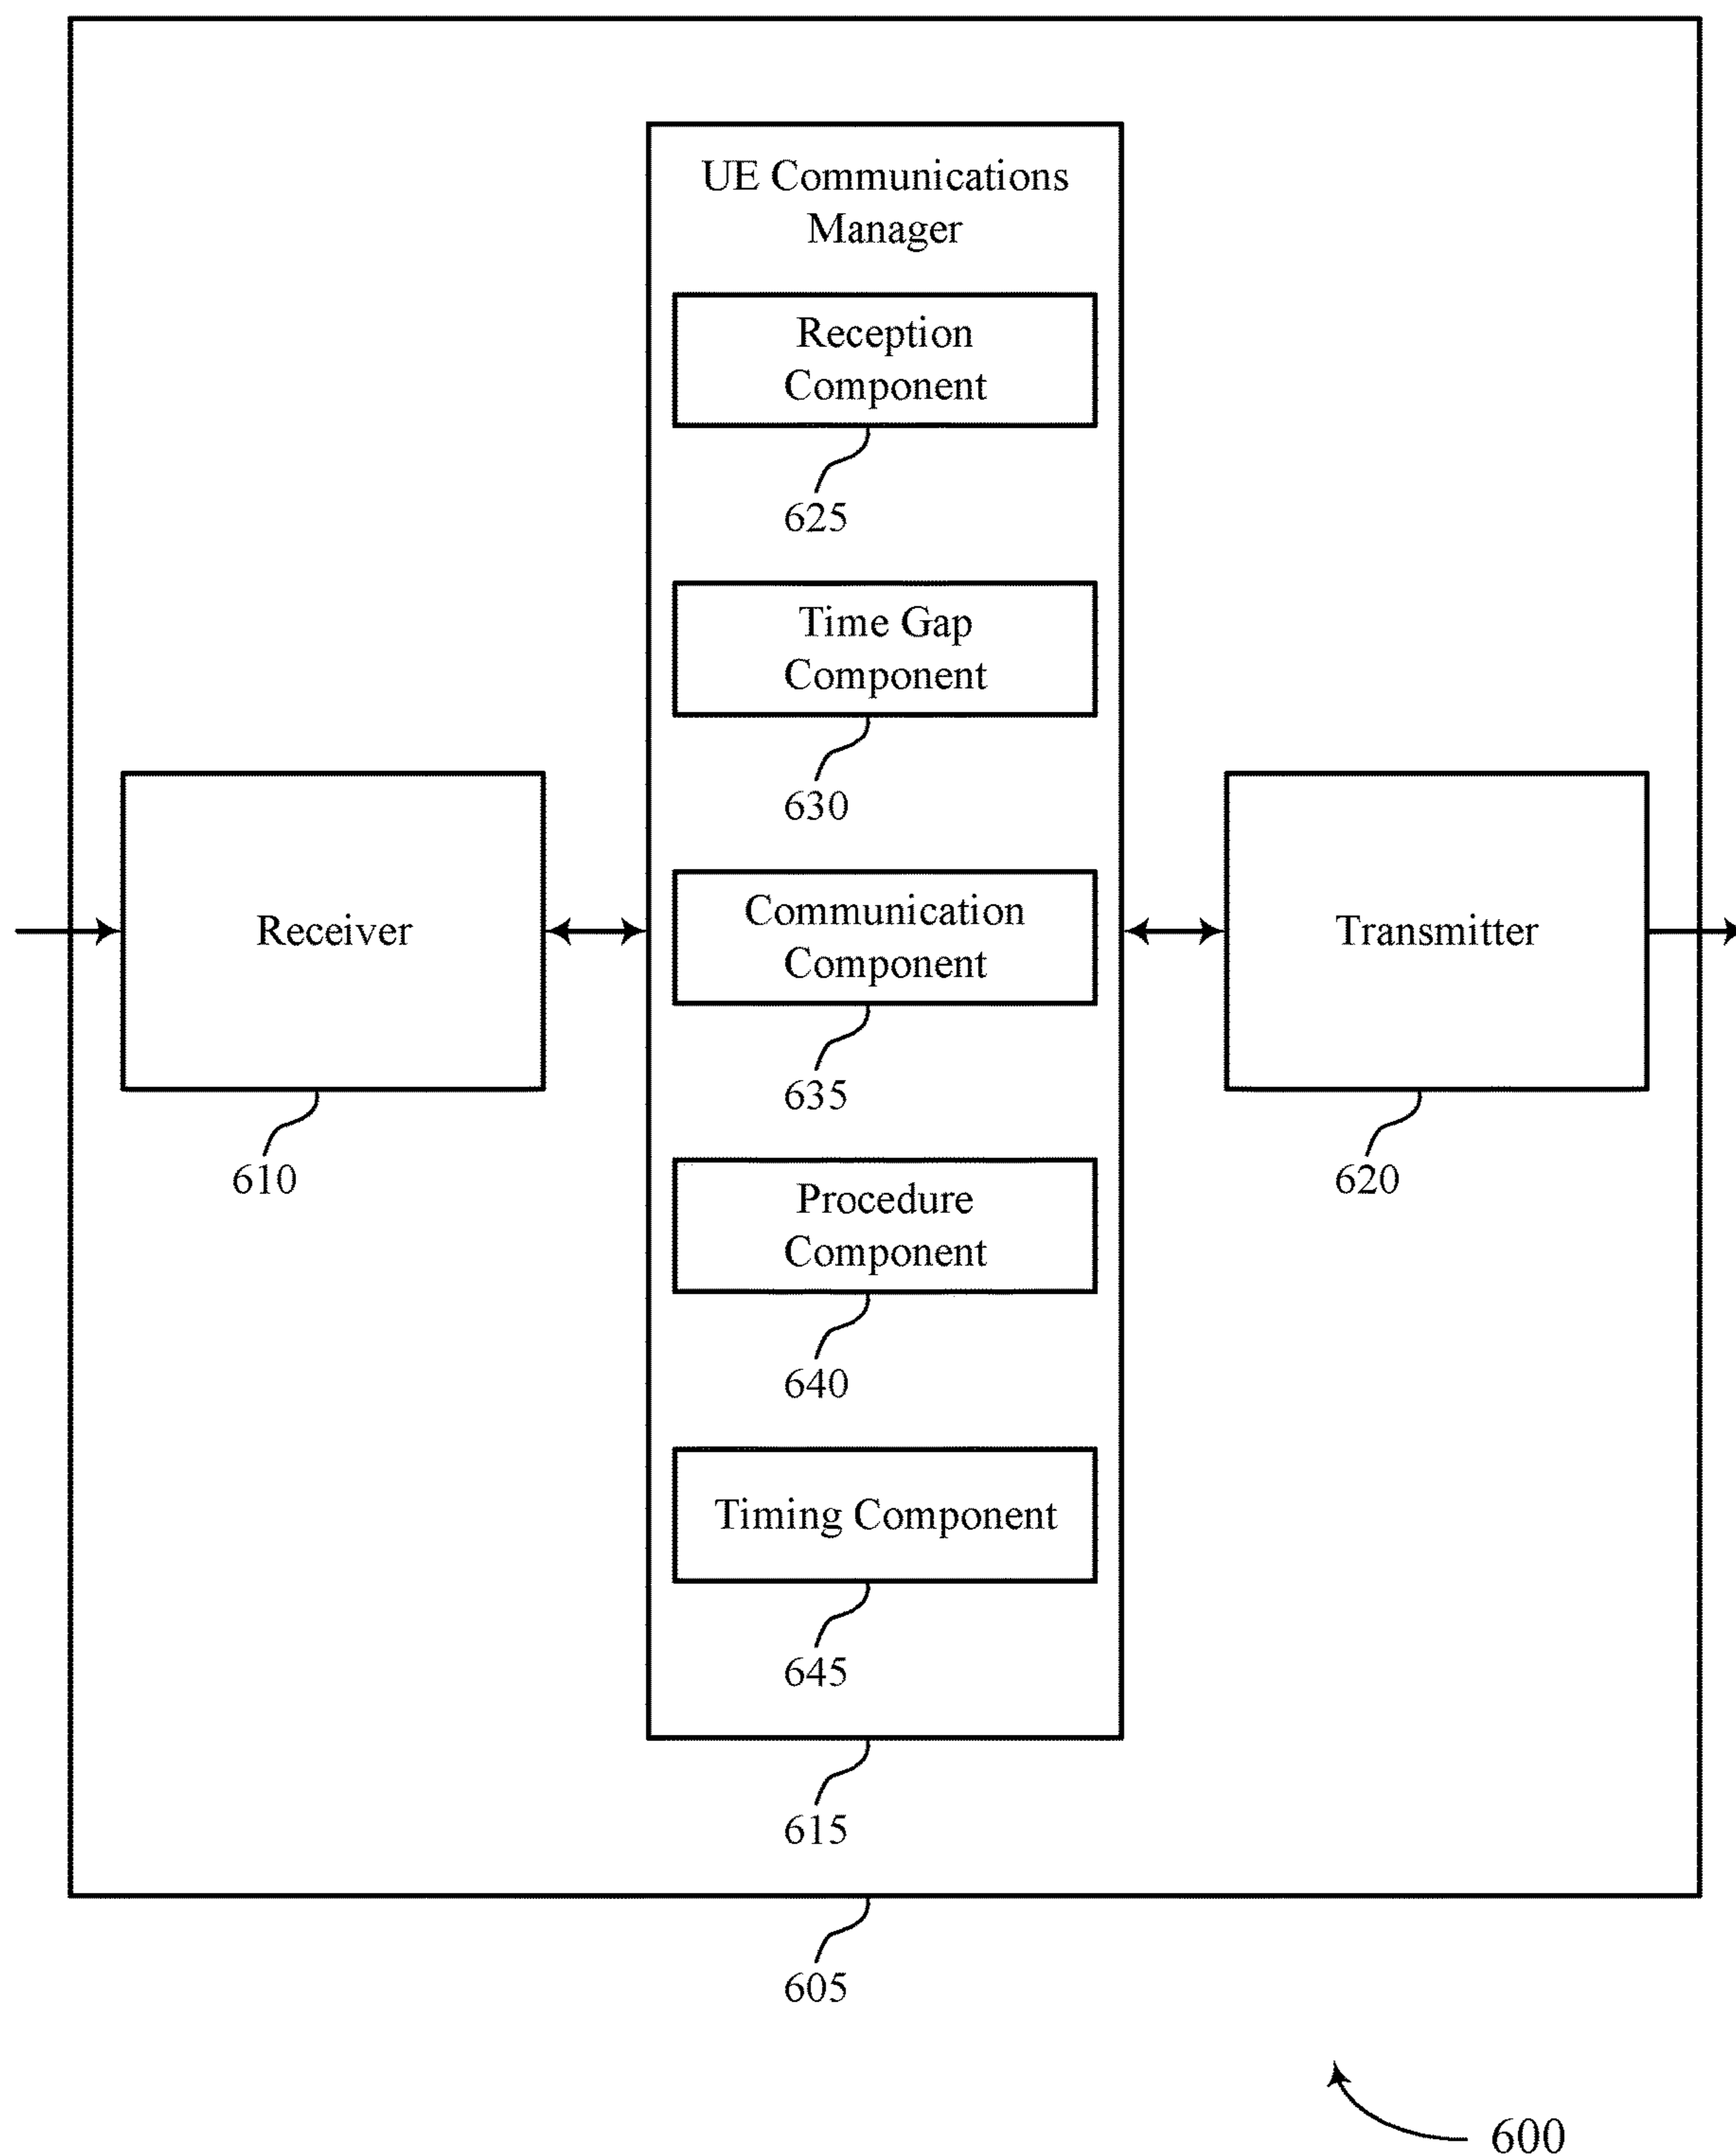 UE Communications
Manager
Reception
Component
625
Time Gap
Component
630
Receiver
610
Communication
Component
635
Transmitter
620
Procedure
Component
640
Timing Component
645
615
605
600